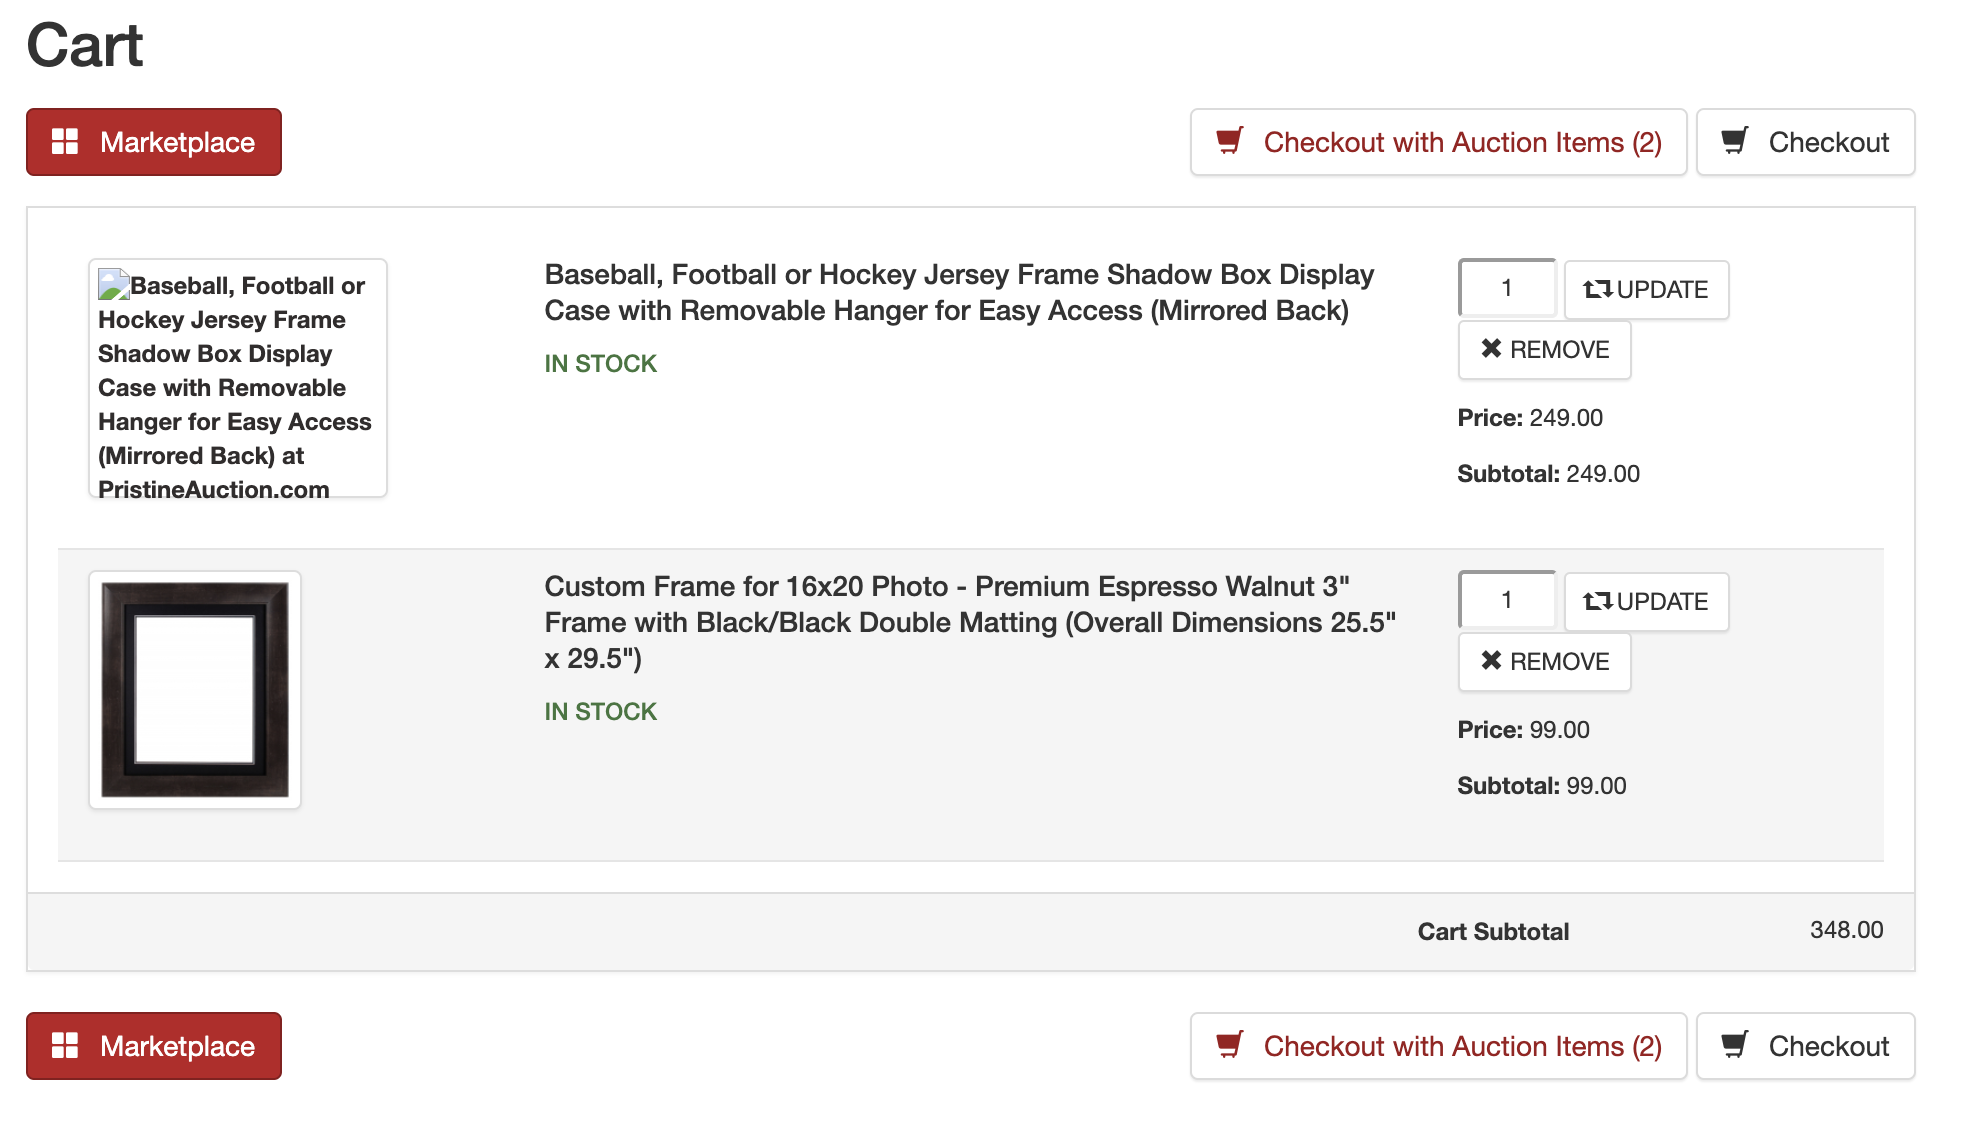 Cart
Marketplace
Checkout with Auction Items (2)
Checkout
Baseball, Football or
Hockey Jersey Frame
Shadow Box Display
Case with Removable
Hanger for Easy Access
(Mirrored Back) at
PristineAuction.com
Baseball, Football or Hockey Jersey Frame Shadow Box Display
Case with Removable Hanger for Easy Access (Mirrored Back)
IN STOCK
1
UPDATE
REMOVE
Price: 249.00
Subtotal: 249.00
Custom Frame for 16x20 Photo - Premium Espresso Walnut 3"
Frame with Black/Black Double Matting (Overall Dimensions 25.5"
x 29.5")
IN STOCK
1
UPDATE
REMOVE
Price: 99.00
Subtotal: 99.00
Cart Subtotal 348.00
Marketplace
Checkout with Auction Items (2)
Checkout